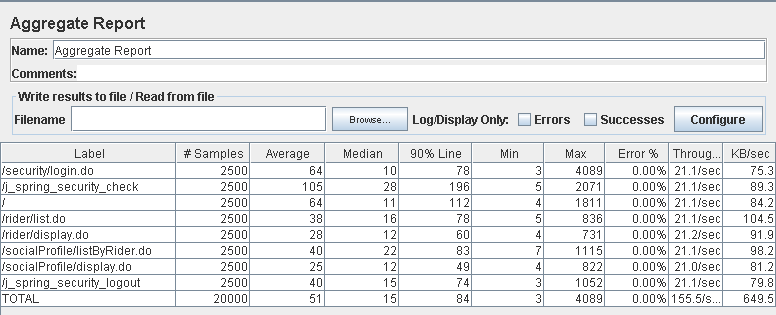 Aggregate Report
Name: Aggregate Report
Comments:
Write results to file / Read from file
Filename Browse... Log/Display Only: Errors Successes Configure
Label # Samples Average Median 90% Line Min Max Error % Throug... KB/sec
/security/login.do 2500 64 10 78 3 4089 0.00% 21.1/sec 75.3
/j_spring_security_check 2500 105 28 196 5 2071 0.00% 21.1/sec 89.3
/ 2500 64 11 112 4 1811 0.00% 21.1/sec 84.2
/rider/list.do 2500 38 16 78 5 836 0.00% 21.1/sec 104.5
/rider/display.do 2500 28 12 60 4 731 0.00% 21.2/sec 91.9
/socialProfile/listByRider.do 2500 40 22 83 7 1115 0.00% 21.1/sec 98.2
/socialProfile/display.do 2500 25 12 49 4 822 0.00% 21.0/sec 81.2
/j_spring_security_logout 2500 40 15 74 3 1052 0.00% 21.1/sec 79.8
TOTAL 20000 51 15 84 3 4089 0.00% 155.5/s... 649.5